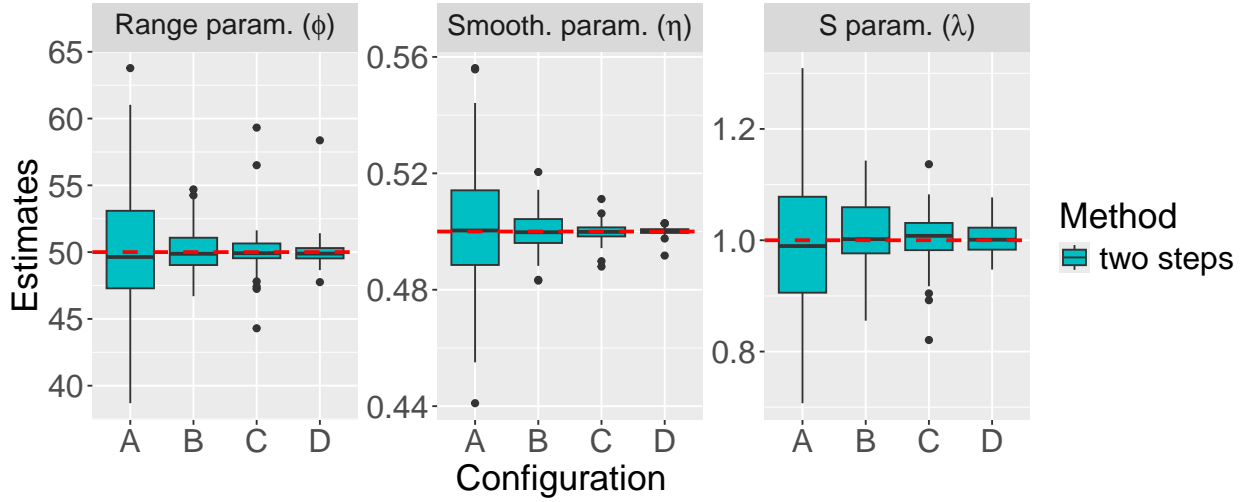 Range param. (ϕ)
Smooth. param. (η)
S param. (λ)
Estimates
65
60
55
50
45
40
0.56
0.52
0.48
0.44
1.2
1.0
0.8
A B C D
A B C D
A B C D
Configuration
Method
two steps